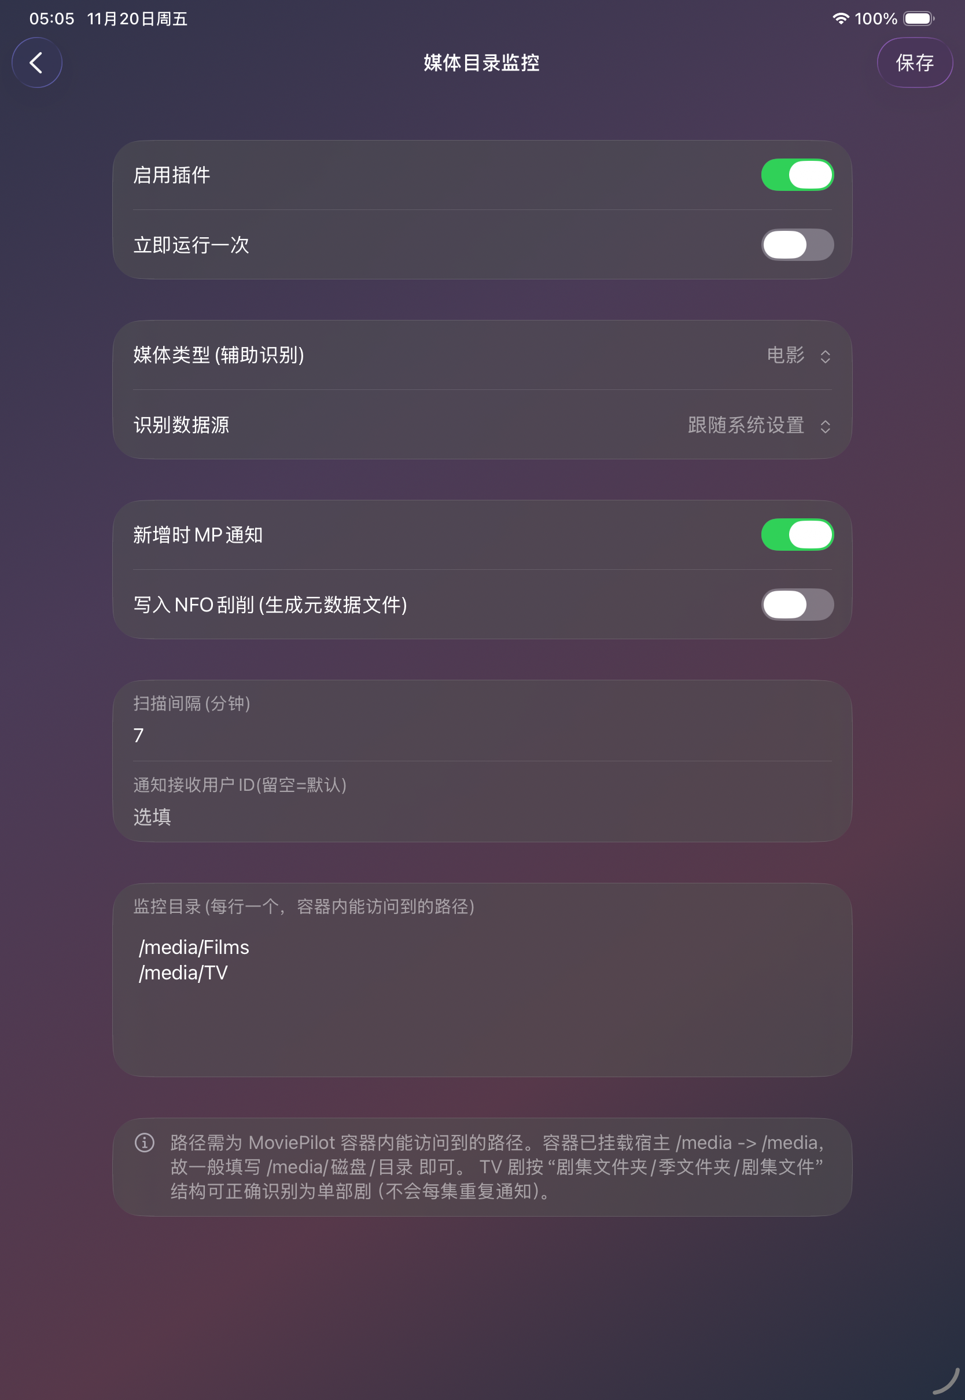 05:05 11月20日周五
100%
媒体目录监控
保存
启用插件
立即运行一次
媒体类型 (辅助识别)
电影
识别数据源
跟随系统设置
新增时 MP 通知
写入 NFO 刮削 (生成元数据文件)
扫描间隔 (分钟)
7
通知接收用户 ID(留空=默认)
选填
监控目录 (每行一个，容器内能访问到的路径)
/media/Films
/media/TV
路径需为 MoviePilot 容器内能访问到的路径。容器已挂载宿主 /media -> /media，
故一般填写 /media/磁盘/目录 即可。 TV 剧按 “剧集文件夹/季文件夹/剧集文件”
结构可正确识别为单部剧 (不会每集重复通知)。